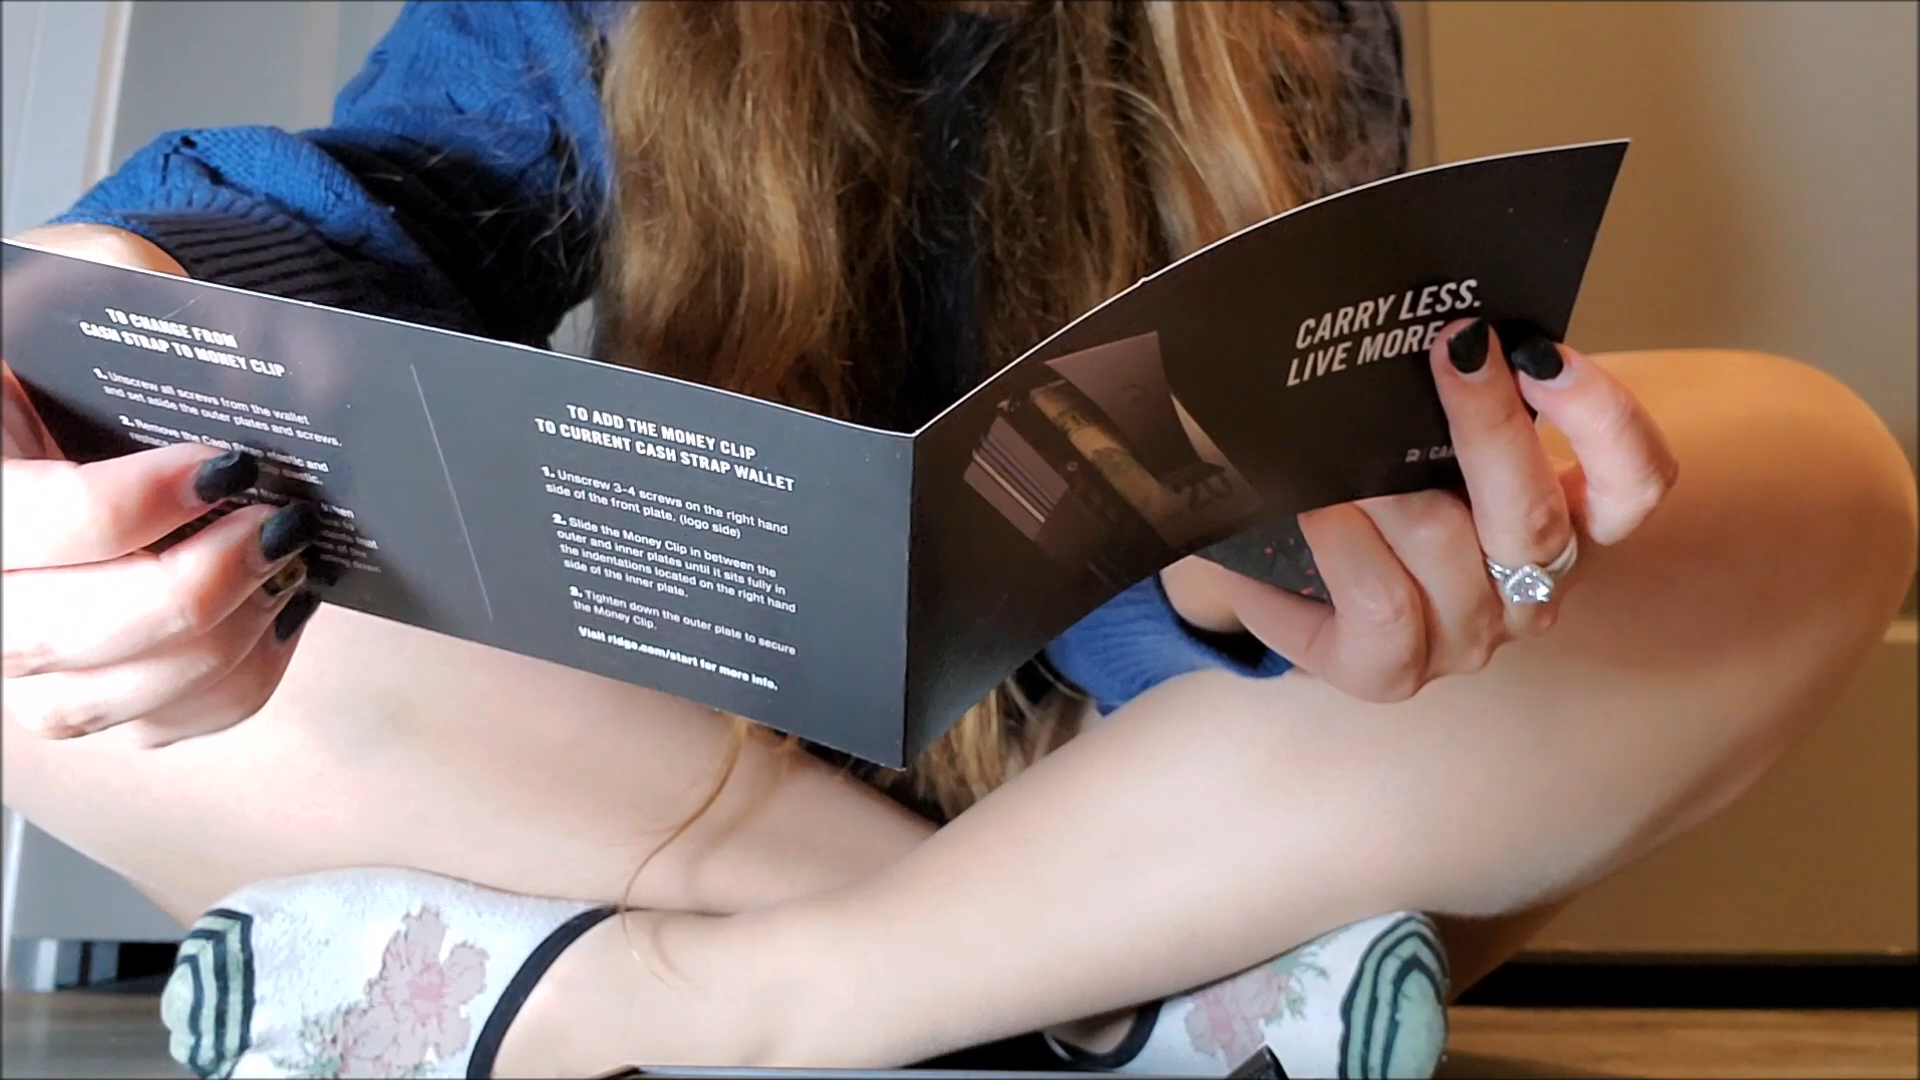 TO CHANGE FROM
CASH STRAP TO MONEY CLIP
1. Unscrew all screws from the wallet
and set aside the outer plates and screws.
2. Remove the Cash Strap elastic and
TO ADD THE MONEY CLIP
TO CURRENT CASH STRAP WALLET
1. Unscrew 3-4 screws on the right hand
side of the front plate. (logo side)
2. Slide the Money Clip in between the
outer and inner plates until it sits fully in
the indentations located on the right hand
side of the inner plate.
3. Tighten down the outer plate to secure
the Money Clip.
Visit ridge.com/start for more info.
CARRY LESS.
LIVE MORE